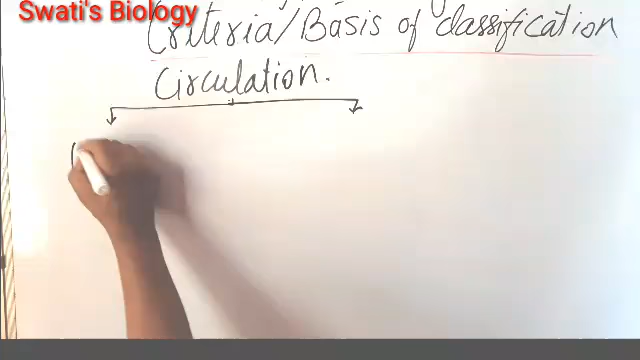 Swati's Biology
Criteria/Basis of classification
Circulation.